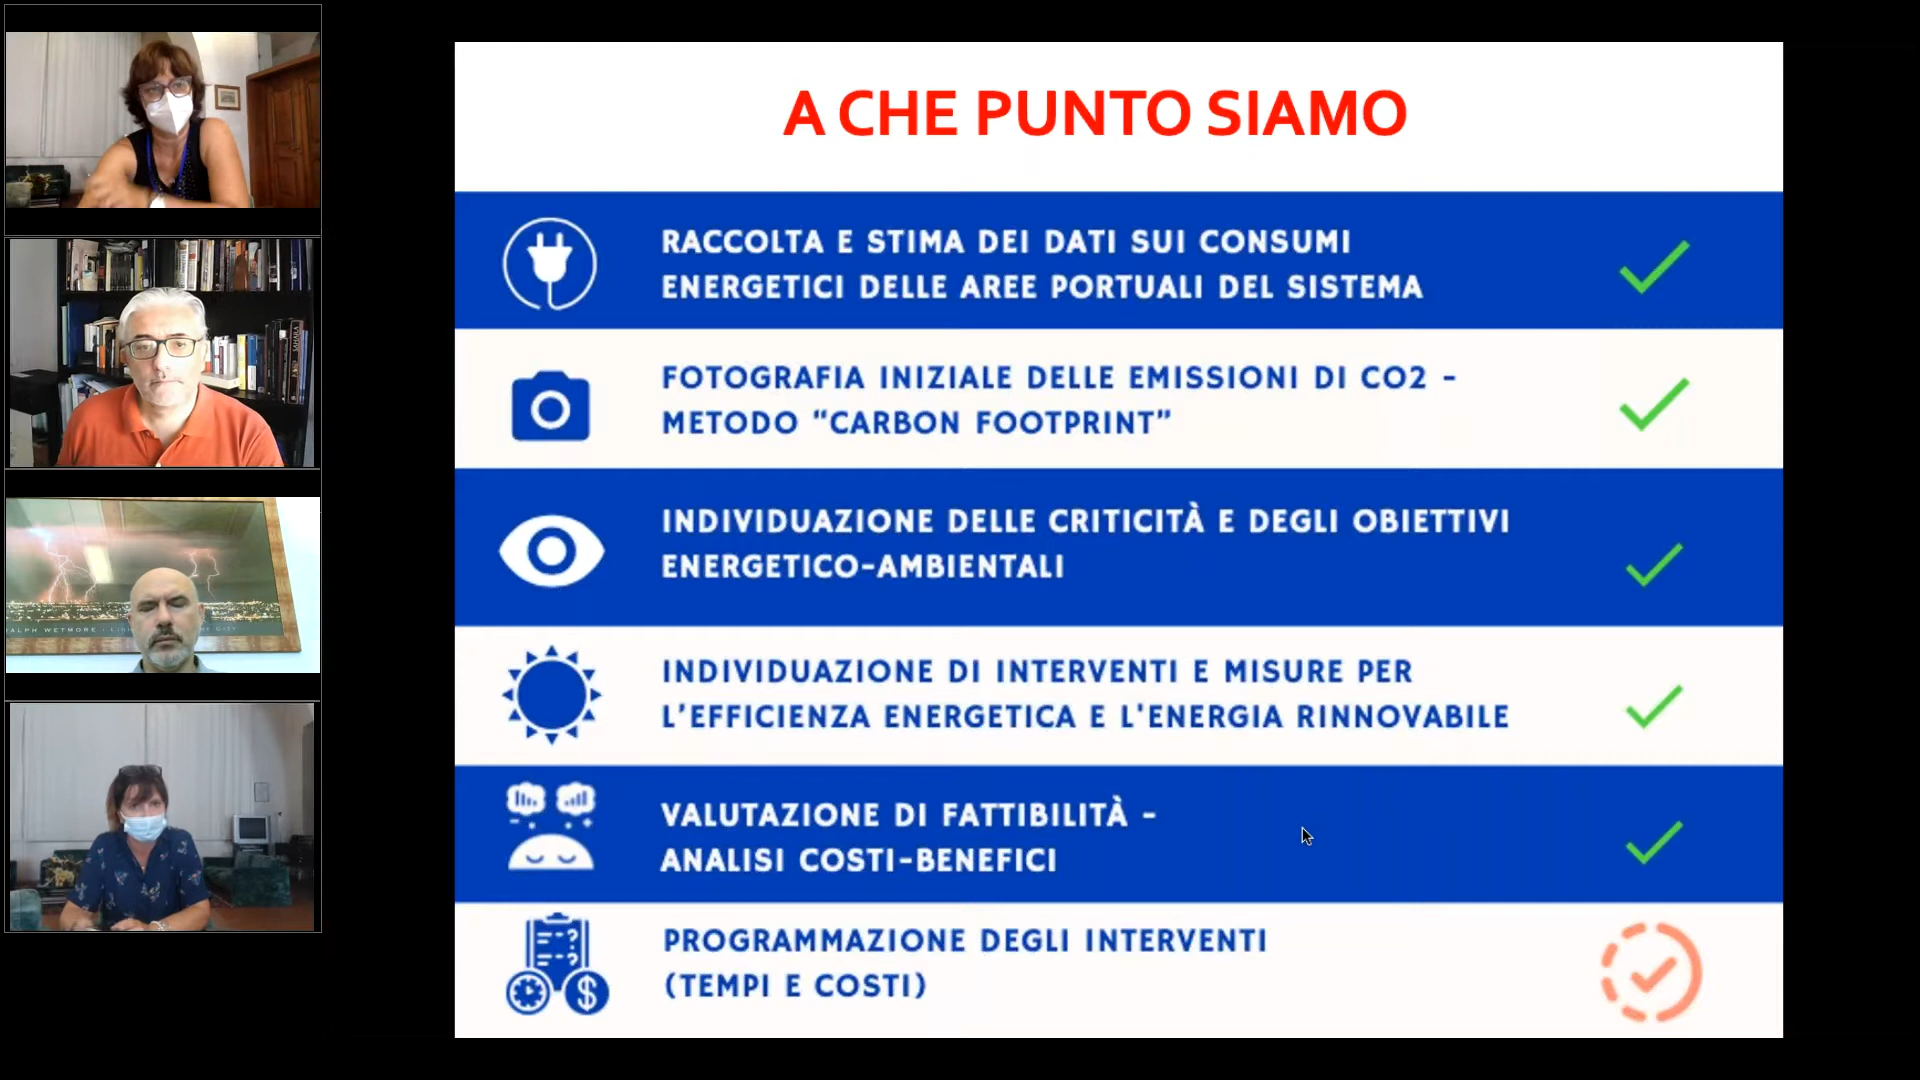 A CHE PUNTO SIAMO
RACCOLTA E STIMA DEI DATI SUI CONSUMI
ENERGETICI DELLE AREE PORTUALI DEL SISTEMA
FOTOGRAFIA INIZIALE DELLE EMISSIONI DI CO2 -
METODO "CARBON FOOTPRINT"
INDIVIDUAZIONE DELLE CRITICITÀ E DEGLI OBIETTIVI
ENERGETICO-AMBIENTALI
INDIVIDUAZIONE DI INTERVENTI E MISURE PER
L'EFFICIENZA ENERGETICA E L'ENERGIA RINNOVABILE
VALUTAZIONE DI FATTIBILITÀ -
ANALISI COSTI-BENEFICI
PROGRAMMAZIONE DEGLI INTERVENTI
(TEMPI E COSTI)
WETMORE